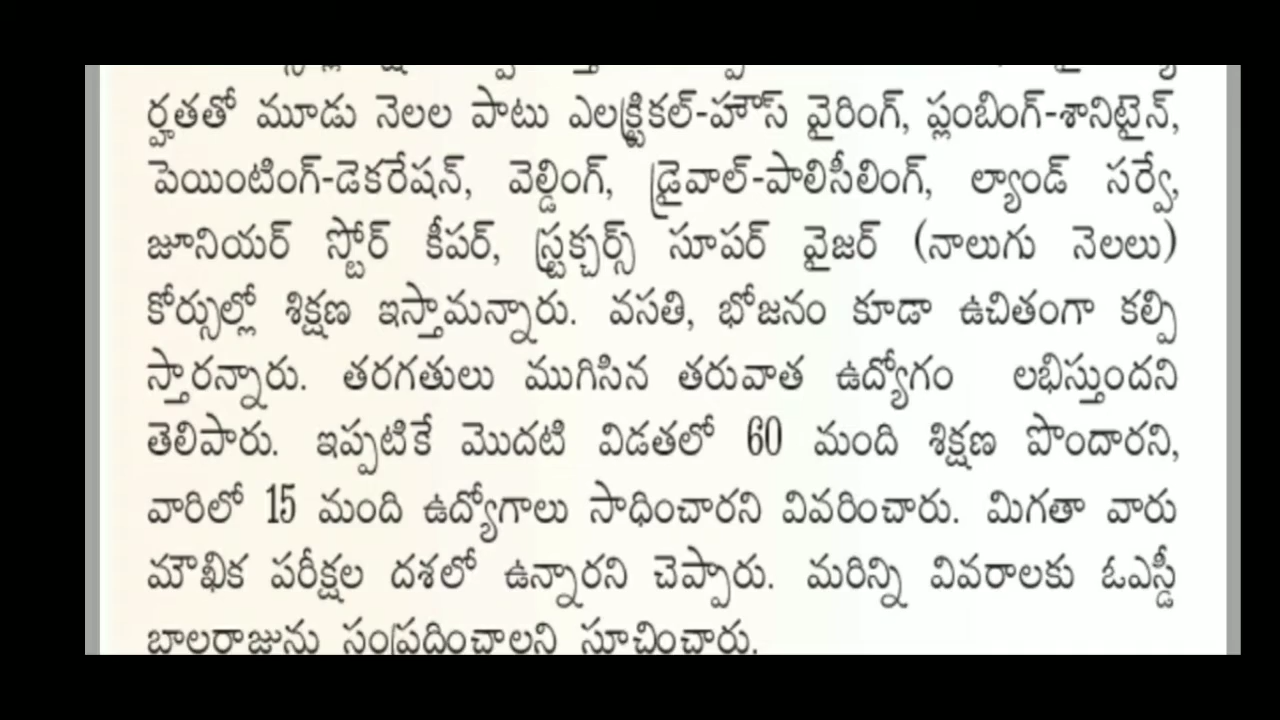 ర్హతతో మూడు నెలల పాటు ఎలక్ట్రికల్-హౌస్ వైరింగ్, ప్లంబింగ్-శానిటైన్,
పెయింటింగ్-డెకరేషన్, వెల్డింగ్, డ్రైవాల్-పాలిసీలింగ్, ల్యాండ్ సర్వే,
జూనియర్ స్టోర్ కీపర్, స్ట్రక్చర్స్ సూపర్ వైజర్ (నాలుగు నెలలు)
కోర్సుల్లో శిక్షణ ఇస్తామన్నారు. వసతి, భోజనం కూడా ఉచితంగా కల్పి
స్తారన్నారు. తరగతులు ముగిసిన తరువాత ఉద్యోగం లభిస్తుందని
తెలిపారు. ఇప్పటికే మొదటి విడతలో 60 మంది శిక్షణ పొందారని,
వారిలో 15 మంది ఉద్యోగాలు సాధించారని వివరించారు. మిగతా వారు
మౌఖిక పరీక్షల దశలో ఉన్నారని చెప్పారు. మరిన్ని వివరాలకు ఓఎస్డీ
బాలరాజును సంప్రదించాలని సూచించారు.